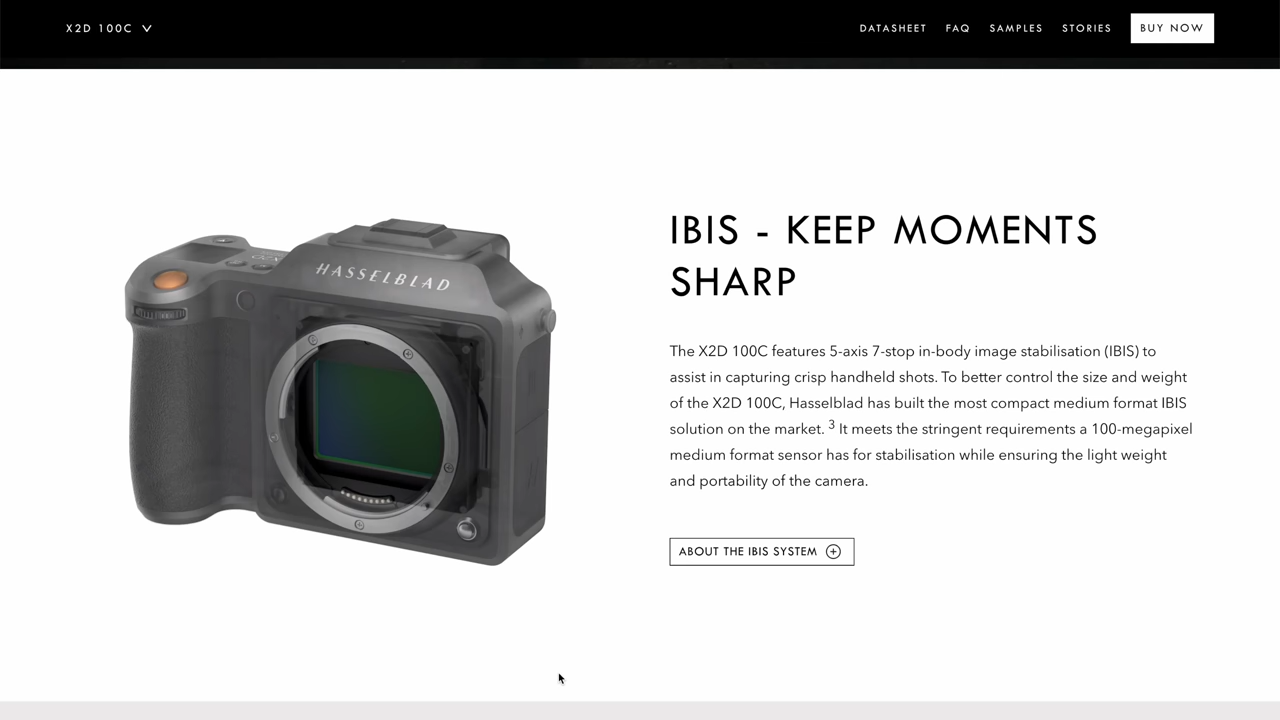 X2D 100C
DATASHEET FAQ SAMPLES STORIES BUY NOW
HASSELBLAD
IBIS - KEEP MOMENTS
SHARP
The X2D 100C features 5-axis 7-stop in-body image stabilisation (IBIS) to
assist in capturing crisp handheld shots. To better control the size and weight
of the X2D 100C, Hasselblad has built the most compact medium format IBIS
solution on the market. 3 It meets the stringent requirements a 100-megapixel
medium format sensor has for stabilisation while ensuring the light weight
and portability of the camera.
ABOUT THE IBIS SYSTEM